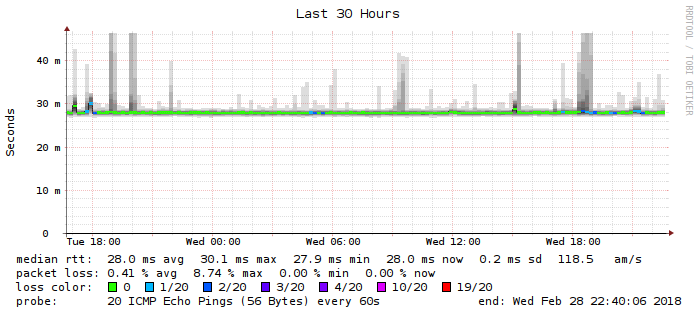 Last 30 Hours
RRDTOOL / TOBI OETIKER
Seconds
40 m
30 m
20 m
10 m
0
Tue 18:00 Wed 00:00 Wed 06:00 Wed 12:00 Wed 18:00
median rtt: 28.0 ms avg 30.1 ms max 27.9 ms min 28.0 ms now 0.2 ms sd 118.5 am/s
packet loss: 0.41 % avg 8.74 % max 0.00 % min 0.00 % now
loss color: 0 1/20 2/20 3/20 4/20 10/20 19/20
probe: 20 ICMP Echo Pings (56 Bytes) every 60s end: Wed Feb 28 22:40:06 2018